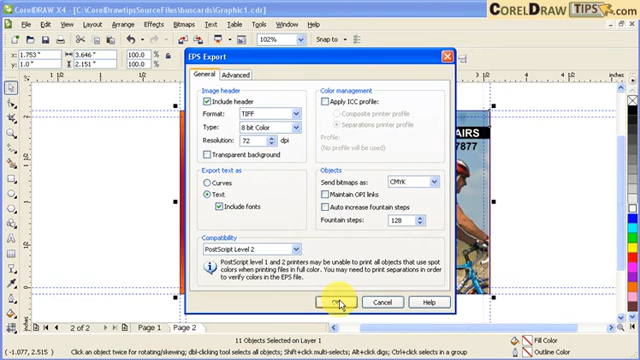 CorelDRAW X4 - [C:\CorelDrawtipsSourceFiles\buscards\Graphic1.cdr]
CorelDRAW TIPS .com
File Edit View Layout Arrange Effects Bitmaps Text Table Tools Window Help
102%
Snap to
x: 1.753" 3.646" 100.0 %
y: 1.0" 2.151" 100.0 %
EPS Export
General Advanced
Image header
Include header
Format: TIFF
Type: 8 bit Color
Resolution: 72 dpi
Transparent background
Color management
Apply ICC profile:
Composite printer profile
Separations printer profile
Profile:
(No profile will be used)
Export text as
Curves
Text
Include fonts
Objects
Send bitmaps as: CMYK
Maintain OPI links
Auto increase fountain steps
Fountain steps: 128
Compatibility
PostScript Level 2
PostScript level 1 and 2 printers may be unable to print all objects that use spot
colors when printing files in full color. You may need to print separations in order
to verify colors in the EPS file.
OK Cancel Help
AIRS
7877
2 of 2 Page 1 Page 2
11 Objects Selected on Layer 1
(-1.077, 2.515) Click an object twice for rotating/skewing; dbl-clicking tool selects all objects; Shift+click multi-selects; Alt+click digs; Ctrl+click selects in a group
Fill Color
Outline Color